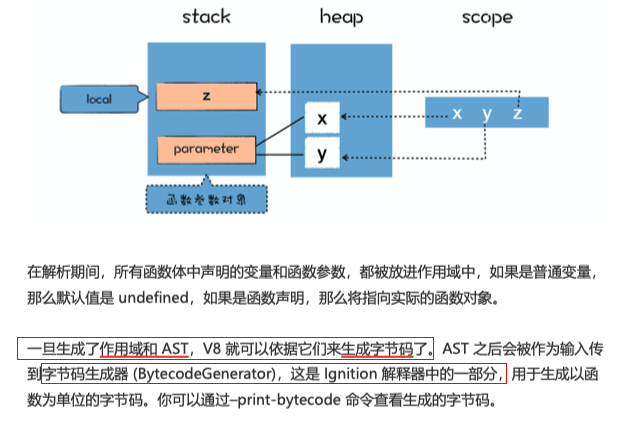 stack heap scope
local
z
x y z
x
parameter
y
函数参数对象
在解析期间，所有函数体中声明的变量和函数参数，都被放进作用域中，如果是普通变量，
那么默认值是 undefined，如果是函数声明，那么将指向实际的函数对象。
一旦生成了作用域和 AST，V8 就可以依据它们来生成字节码了。AST 之后会被作为输入传
到字节码生成器 (BytecodeGenerator)，这是 Ignition 解释器中的一部分，用于生成以函
数为单位的字节码。你可以通过–print-bytecode 命令查看生成的字节码。